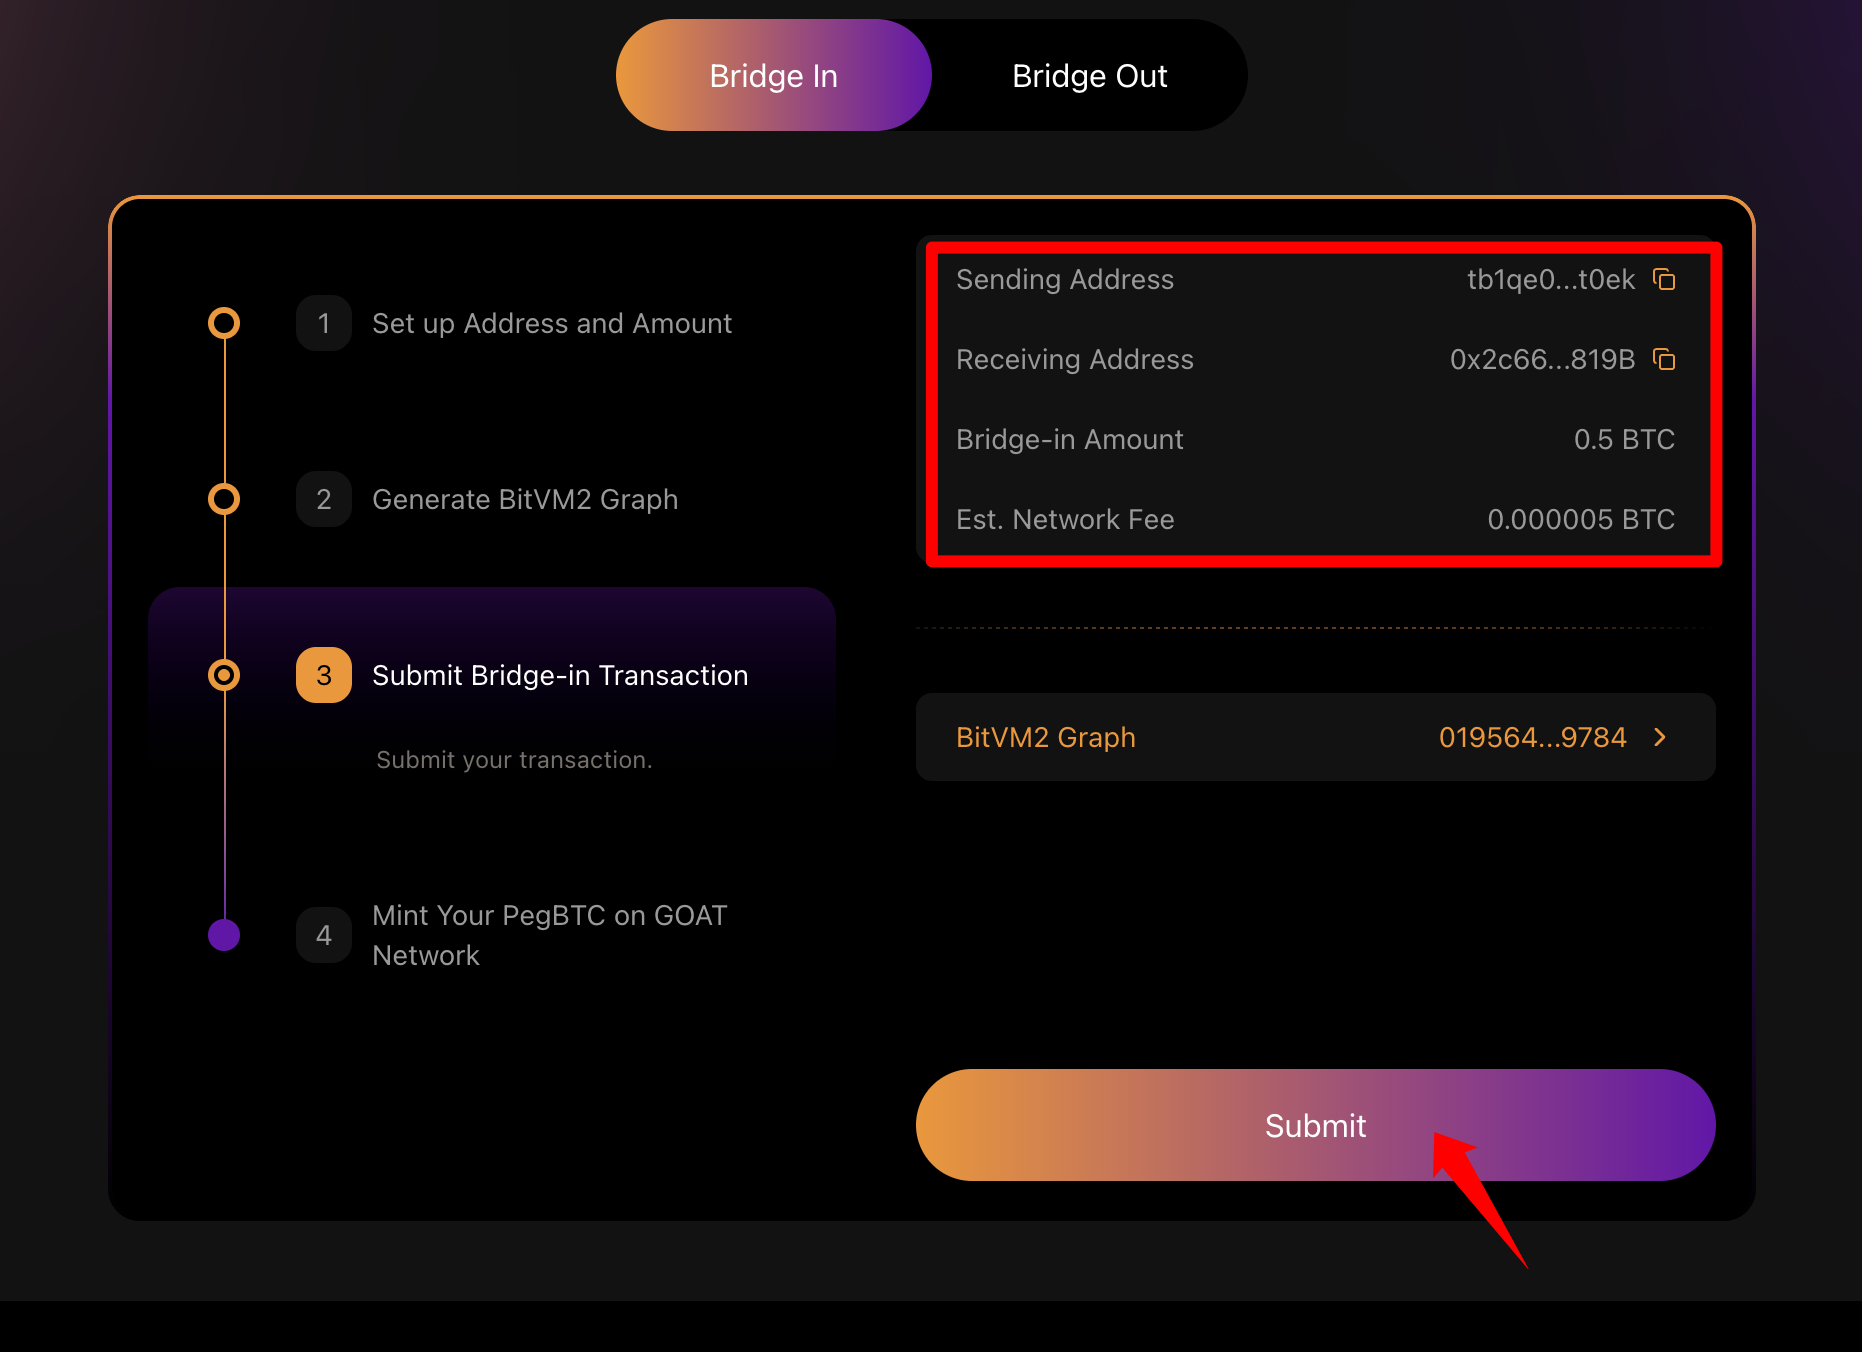 Bridge In
Bridge Out
1 Set up Address and Amount
2 Generate BitVM2 Graph
3 Submit Bridge-in Transaction
Submit your transaction.
4 Mint Your PegBTC on GOAT
Network
Sending Address tb1qe0...t0ek
Receiving Address 0x2c66...819B
Bridge-in Amount 0.5 BTC
Est. Network Fee 0.000005 BTC
BitVM2 Graph 019564...9784
Submit